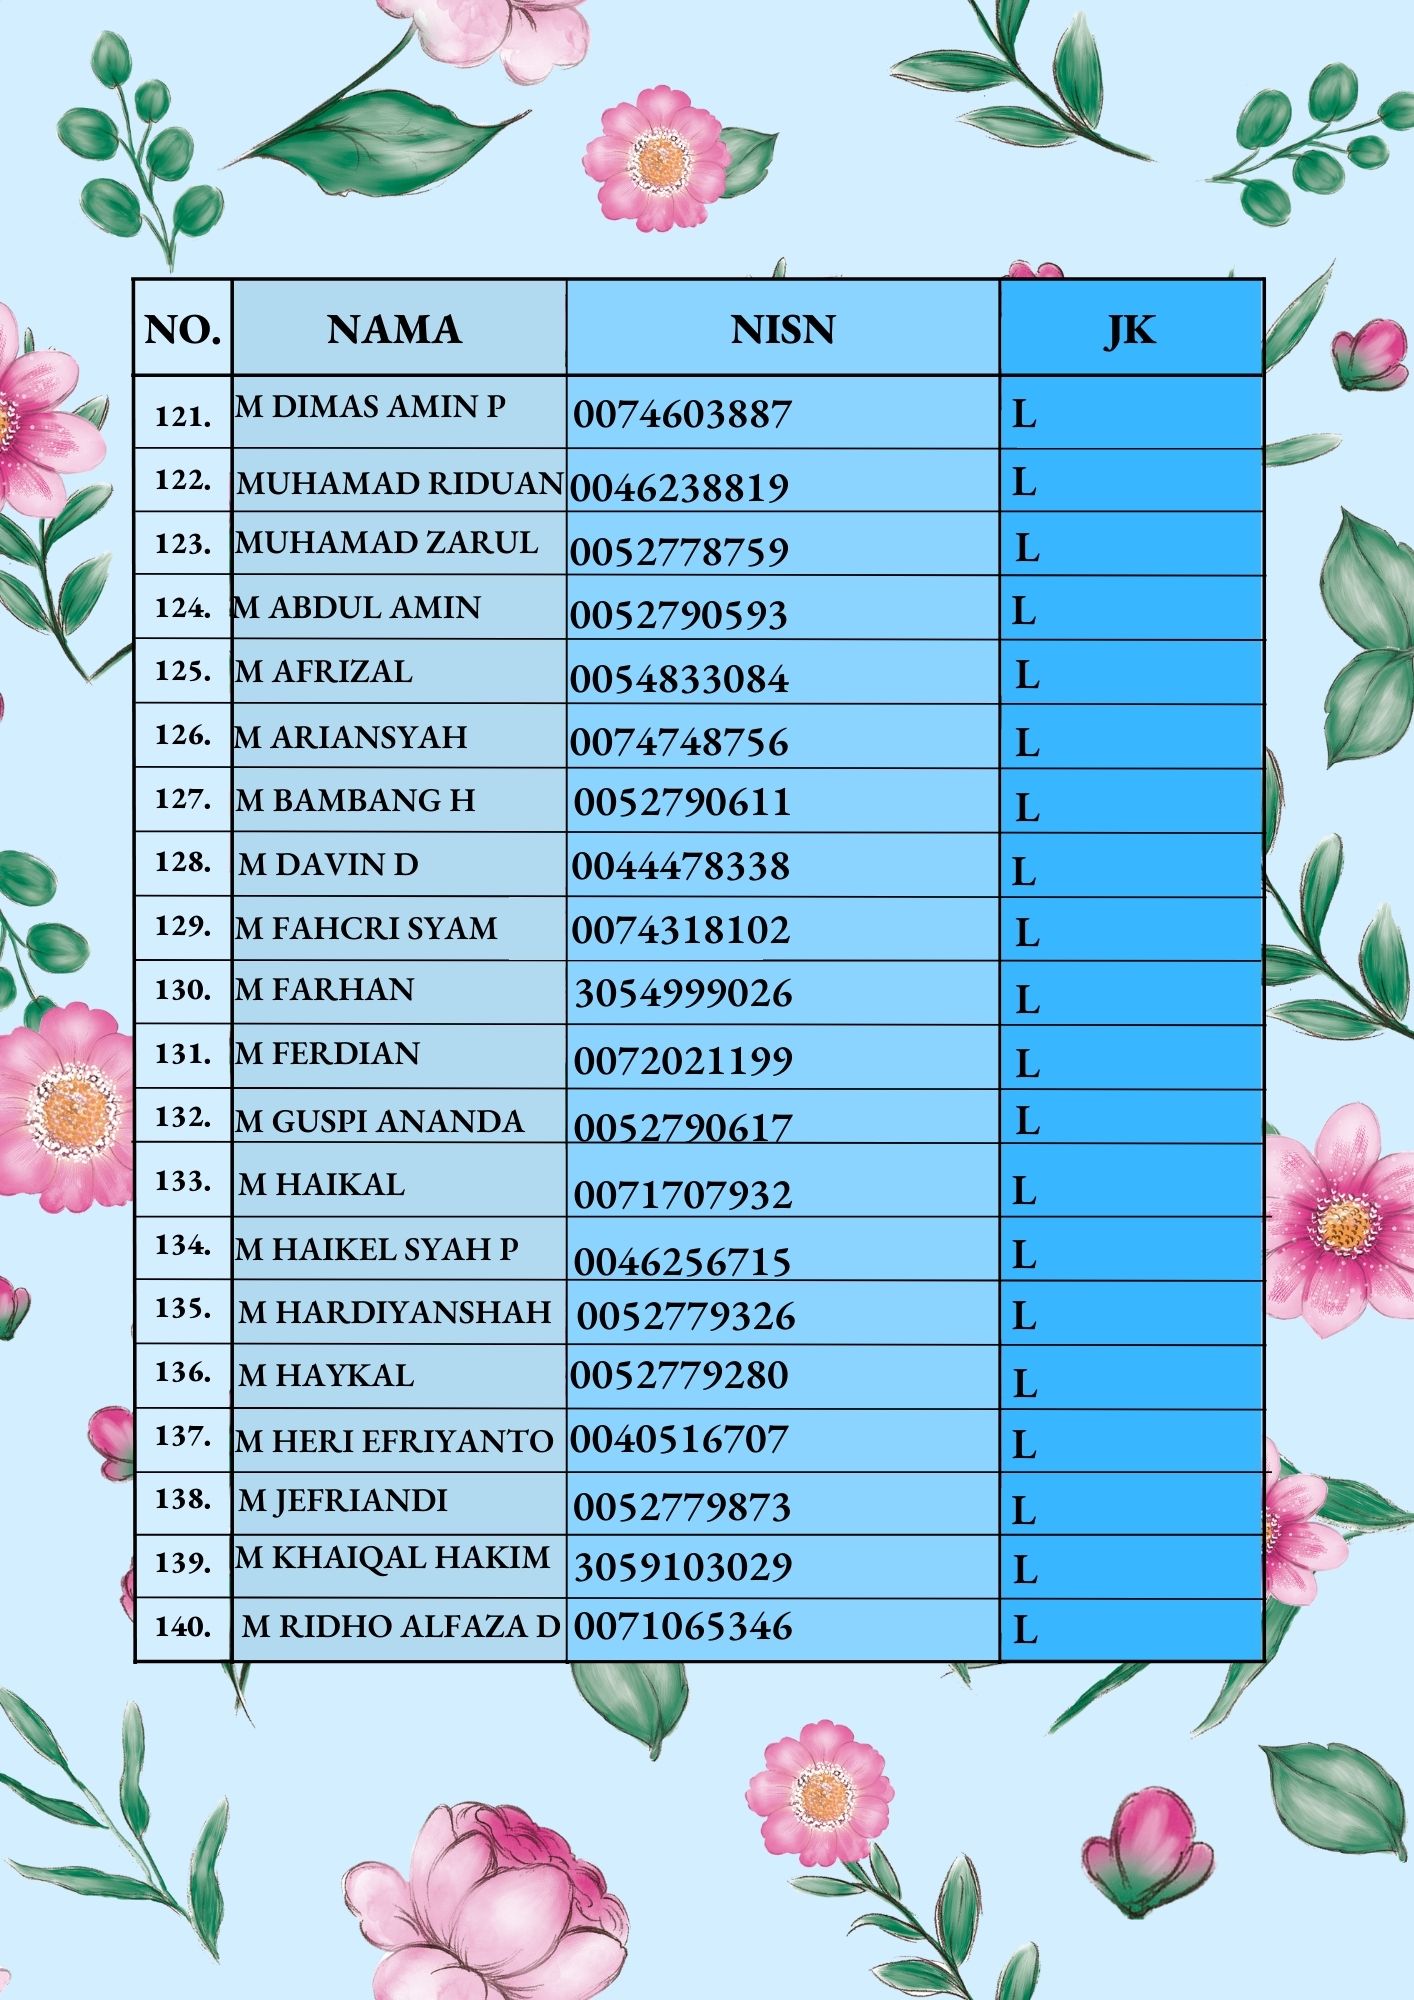 NO. NAMA NISN JK
121. M DIMAS AMIN P 0074603887 L
122. MUHAMAD RIDUAN 0046238819 L
123. MUHAMAD ZARUL 0052778759 L
124. M ABDUL AMIN 0052790593 L
125. M AFRIZAL 0054833084 L
126. M ARIANSYAH 0074748756 L
127. M BAMBANG H 0052790611 L
128. M DAVIN D 0044478338 L
129. M FAHCRI SYAM 0074318102 L
130. M FARHAN 3054999026 L
131. M FERDIAN 0072021199 L
132. M GUSPI ANANDA 0052790617 L
133. M HAIKAL 0071707932 L
134. M HAIKEL SYAH P 0046256715 L
135. M HARDIYANSHAH 0052779326 L
136. M HAYKAL 0052779280 L
137. M HERI EFRIYANTO 0040516707 L
138. M JEFRIANDI 0052779873 L
139. M KHAIQAL HAKIM 3059103029 L
140. M RIDHO ALFAZA D 0071065346 L